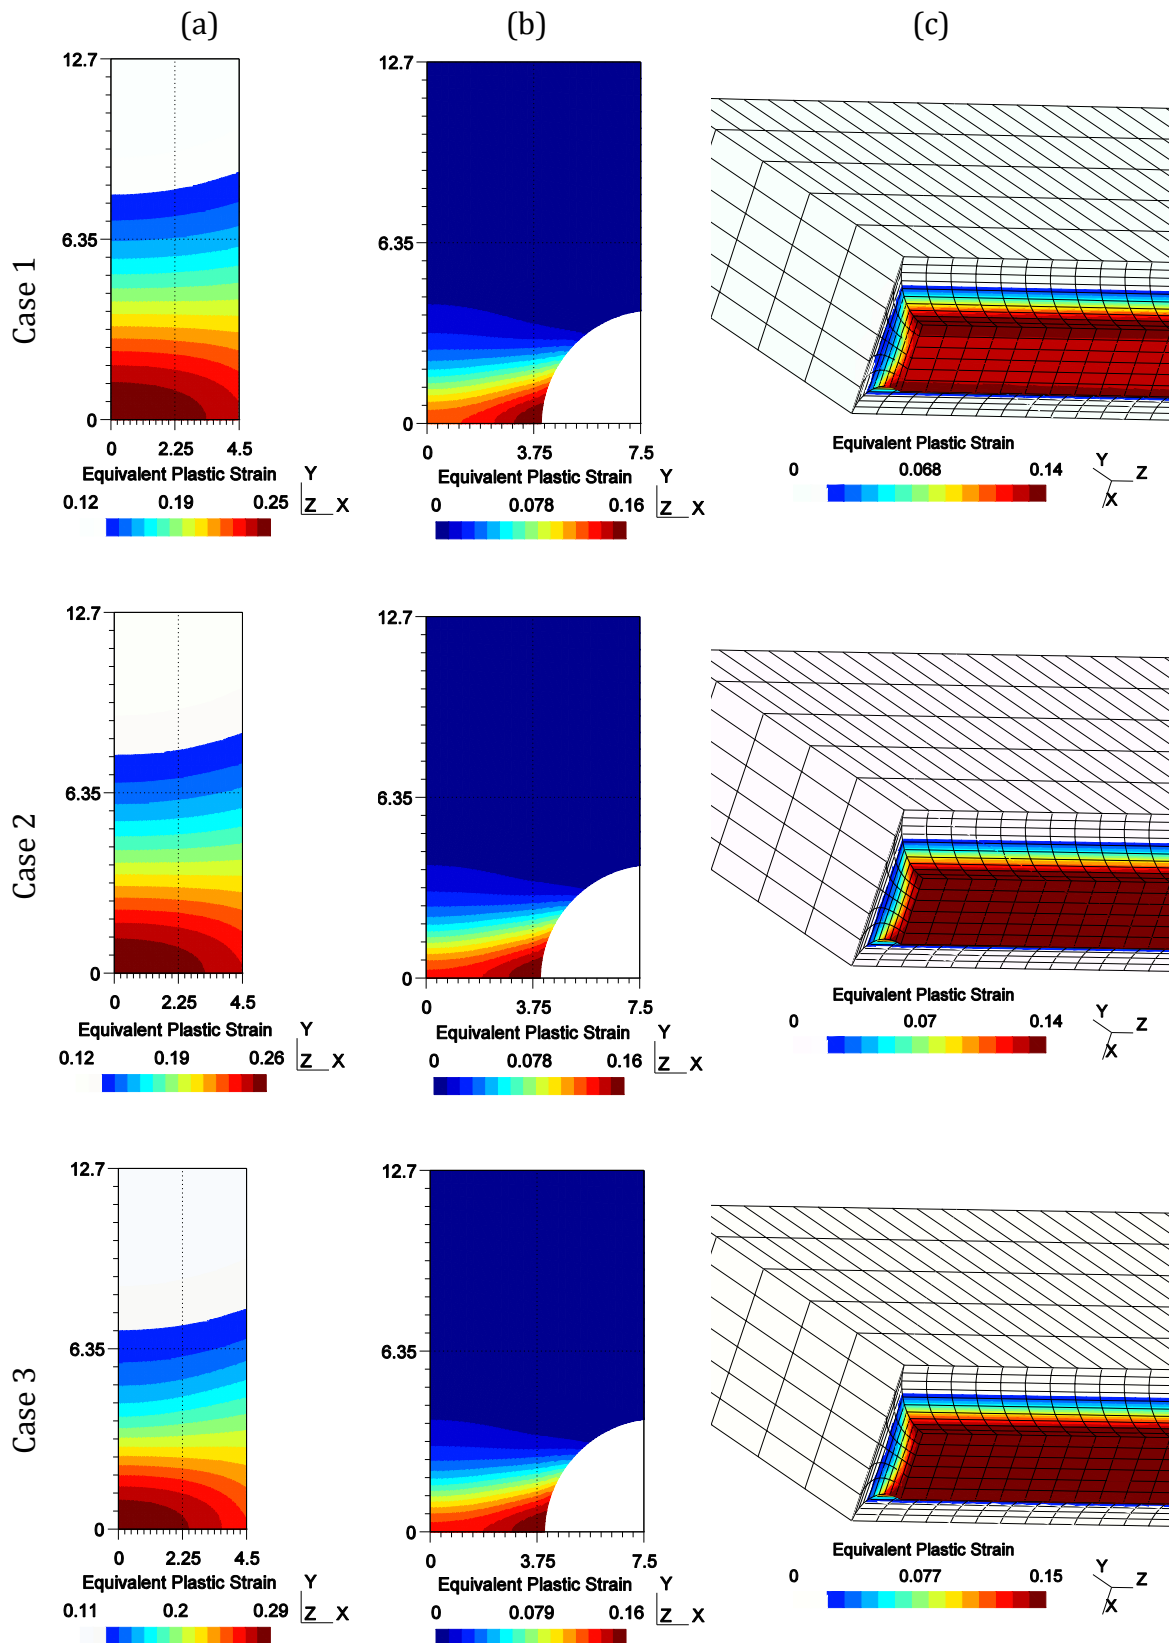 (a) (b) (c)
Case 1
12.7
6.35
0
0 2.25 4.5
Equivalent Plastic Strain
0.12 0.19 0.25
Y
Z X
12.7
6.35
0
0 3.75 7.5
Equivalent Plastic Strain
0 0.078 0.16
Y
Z X
Equivalent Plastic Strain
0 0.068 0.14
Y
Z
X
Case 2
12.7
6.35
0
0 2.25 4.5
Equivalent Plastic Strain
0.12 0.19 0.26
Y
Z X
12.7
6.35
0
0 3.75 7.5
Equivalent Plastic Strain
0 0.078 0.16
Y
Z X
Equivalent Plastic Strain
0 0.07 0.14
Y
Z
X
Case 3
12.7
6.35
0
0 2.25 4.5
Equivalent Plastic Strain
0.11 0.2 0.29
Y
Z X
12.7
6.35
0
0 3.75 7.5
Equivalent Plastic Strain
0 0.079 0.16
Y
Z X
Equivalent Plastic Strain
0 0.077 0.15
Y
Z
X